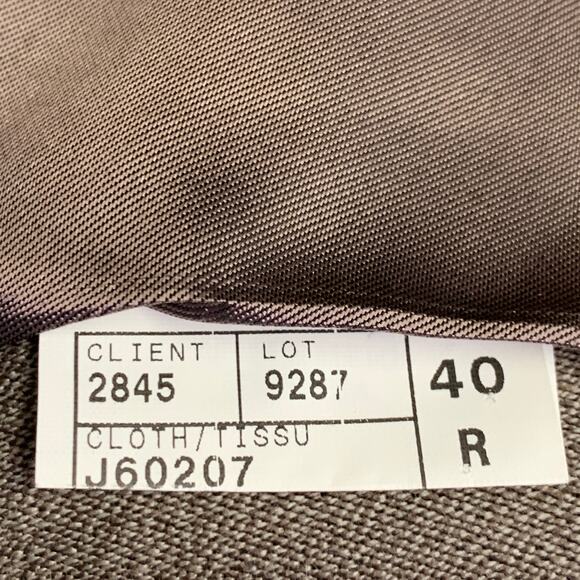 CLIENT LOT
2845 9287 40
CLOTH/TISSU
J60207 R